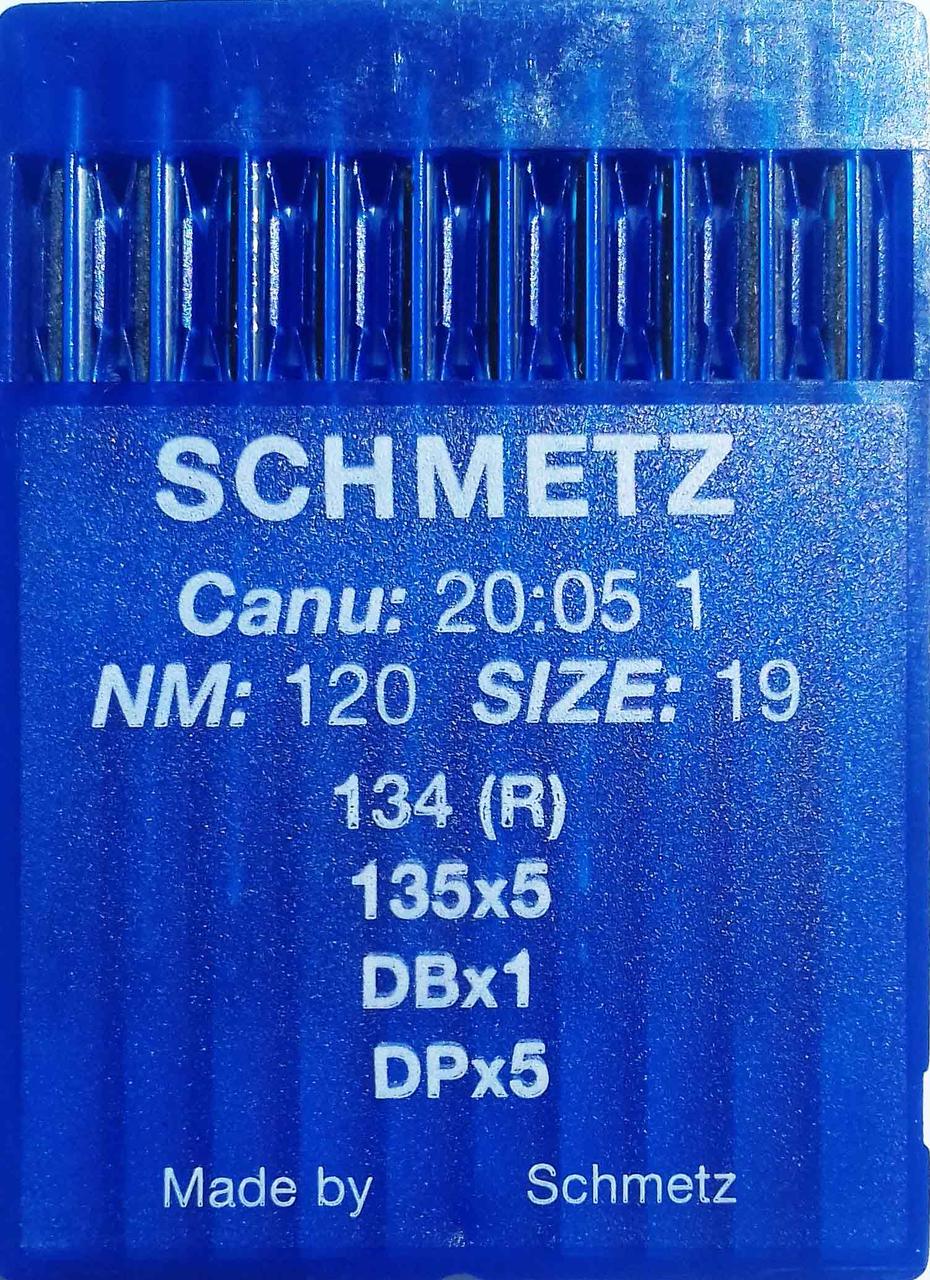 SCHMETZ
Canu: 20:05 1
NM: 120 SIZE: 19
134 (R)
135x5
DBx1
DPx5
Made by Schmetz